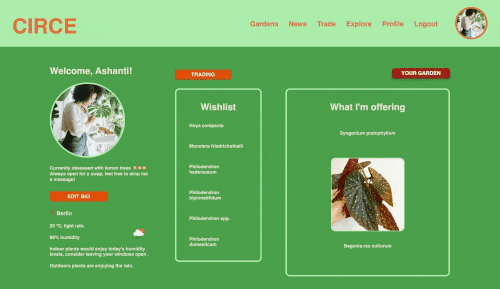 CIRCE
Gardens News Trade Explore Profile Logout
Welcome, Ashanti!
Currently obsessed with lemon trees 🍋🍋🍋
Always open for a swap, feel free to drop me
a message!
EDIT BIO
Berlin
20 °C, light rain.
68% humidity
Indoor plants would enjoy today's humidity
levels, consider leaving your windows open.
Outdoors plants are enjoying the rain.
TRADING
Wishlist
Hoya compacta
Monstera friedrichsthalii
Philodendron
hederaceum
Philodendron
bipinnatifidum
Philodendron spp.
Philodendron
domesticum
YOUR GARDEN
What I'm offering
Syngonium podophyllum
Begonia rex cultorum